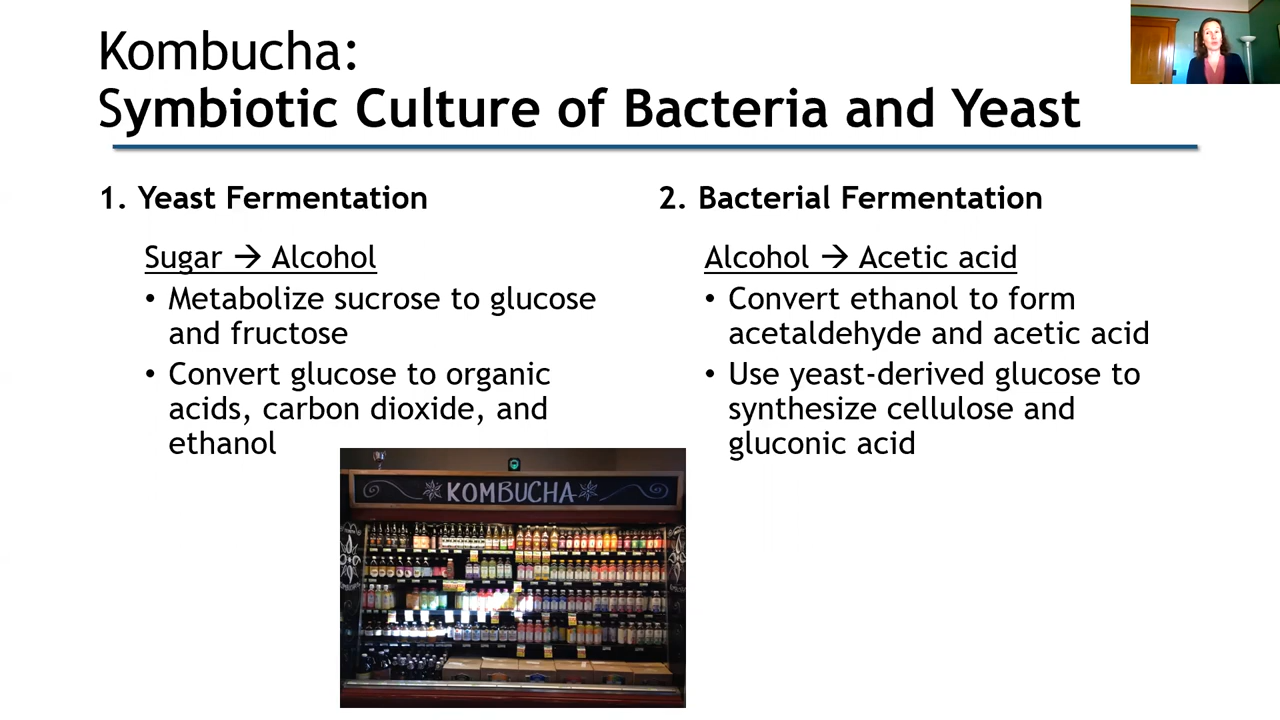 Kombucha:
Symbiotic Culture of Bacteria and Yeast
1. Yeast Fermentation
Sugar → Alcohol
• Metabolize sucrose to glucose
and fructose
• Convert glucose to organic
acids, carbon dioxide, and
ethanol
2. Bacterial Fermentation
Alcohol → Acetic acid
• Convert ethanol to form
acetaldehyde and acetic acid
• Use yeast-derived glucose to
synthesize cellulose and
gluconic acid
KOMBUCHA